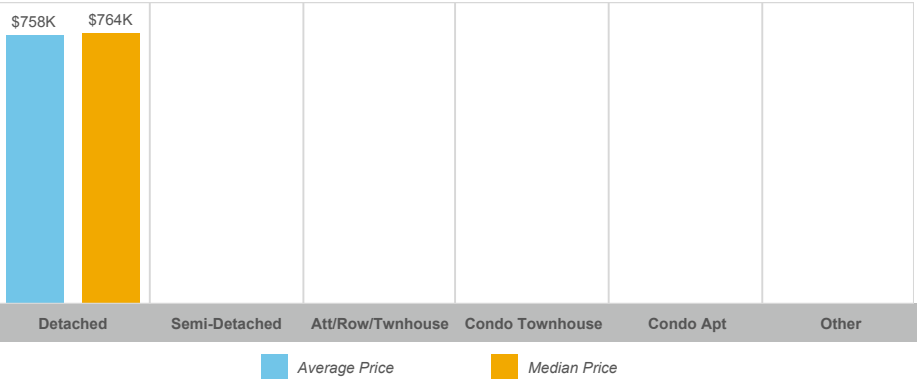 $758K $764K
Detached Semi-Detached Att/Row/Twnhouse Condo Townhouse Condo Apt Other
Average Price Median Price